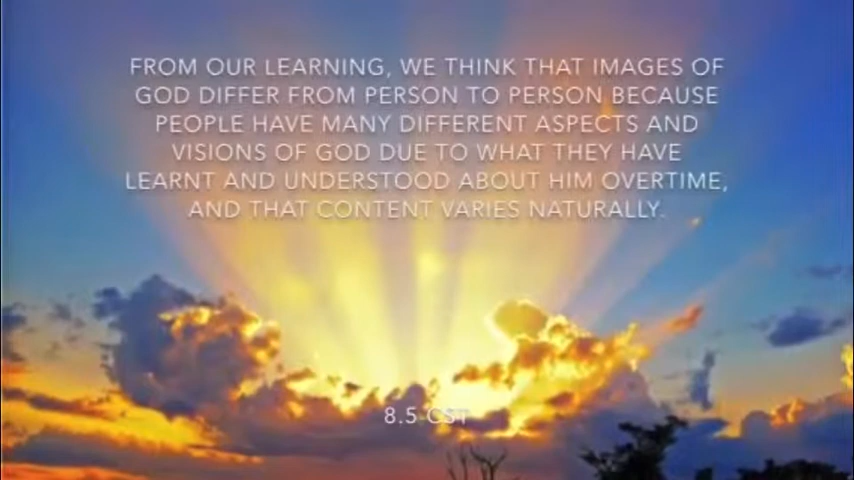 FROM OUR LEARNING, WE THINK THAT IMAGES OF
GOD DIFFER FROM PERSON TO PERSON BECAUSE
PEOPLE HAVE MANY DIFFERENT ASPECTS AND
VISIONS OF GOD DUE TO WHAT THEY HAVE
LEARNT AND UNDERSTOOD ABOUT HIM OVERTIME,
AND THAT CONTENT VARIES NATURALLY.
8.5 CST